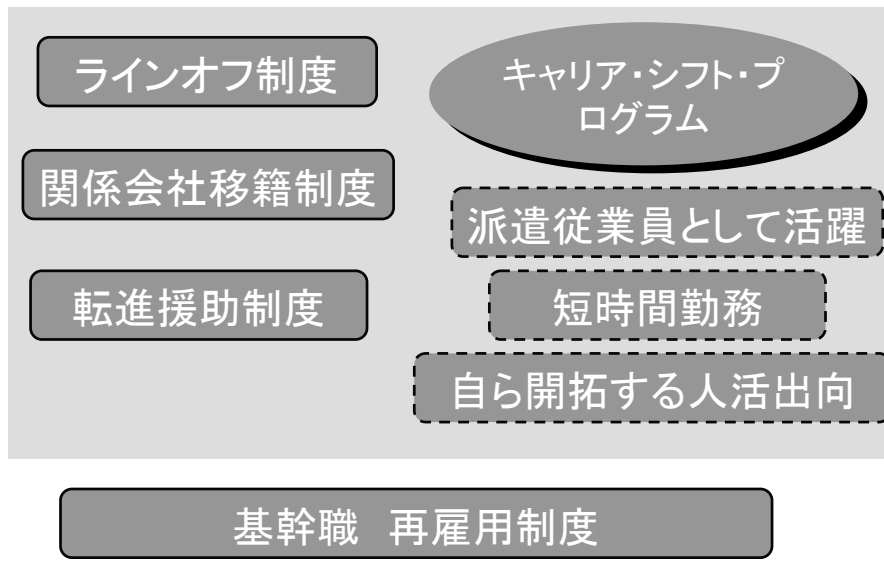 ラインオフ制度
キャリア・シフト・プ
ログラム
関係会社移籍制度
派遣従業員として活躍
転進援助制度
短時間勤務
自ら開拓する人活出向
基幹職　再雇用制度